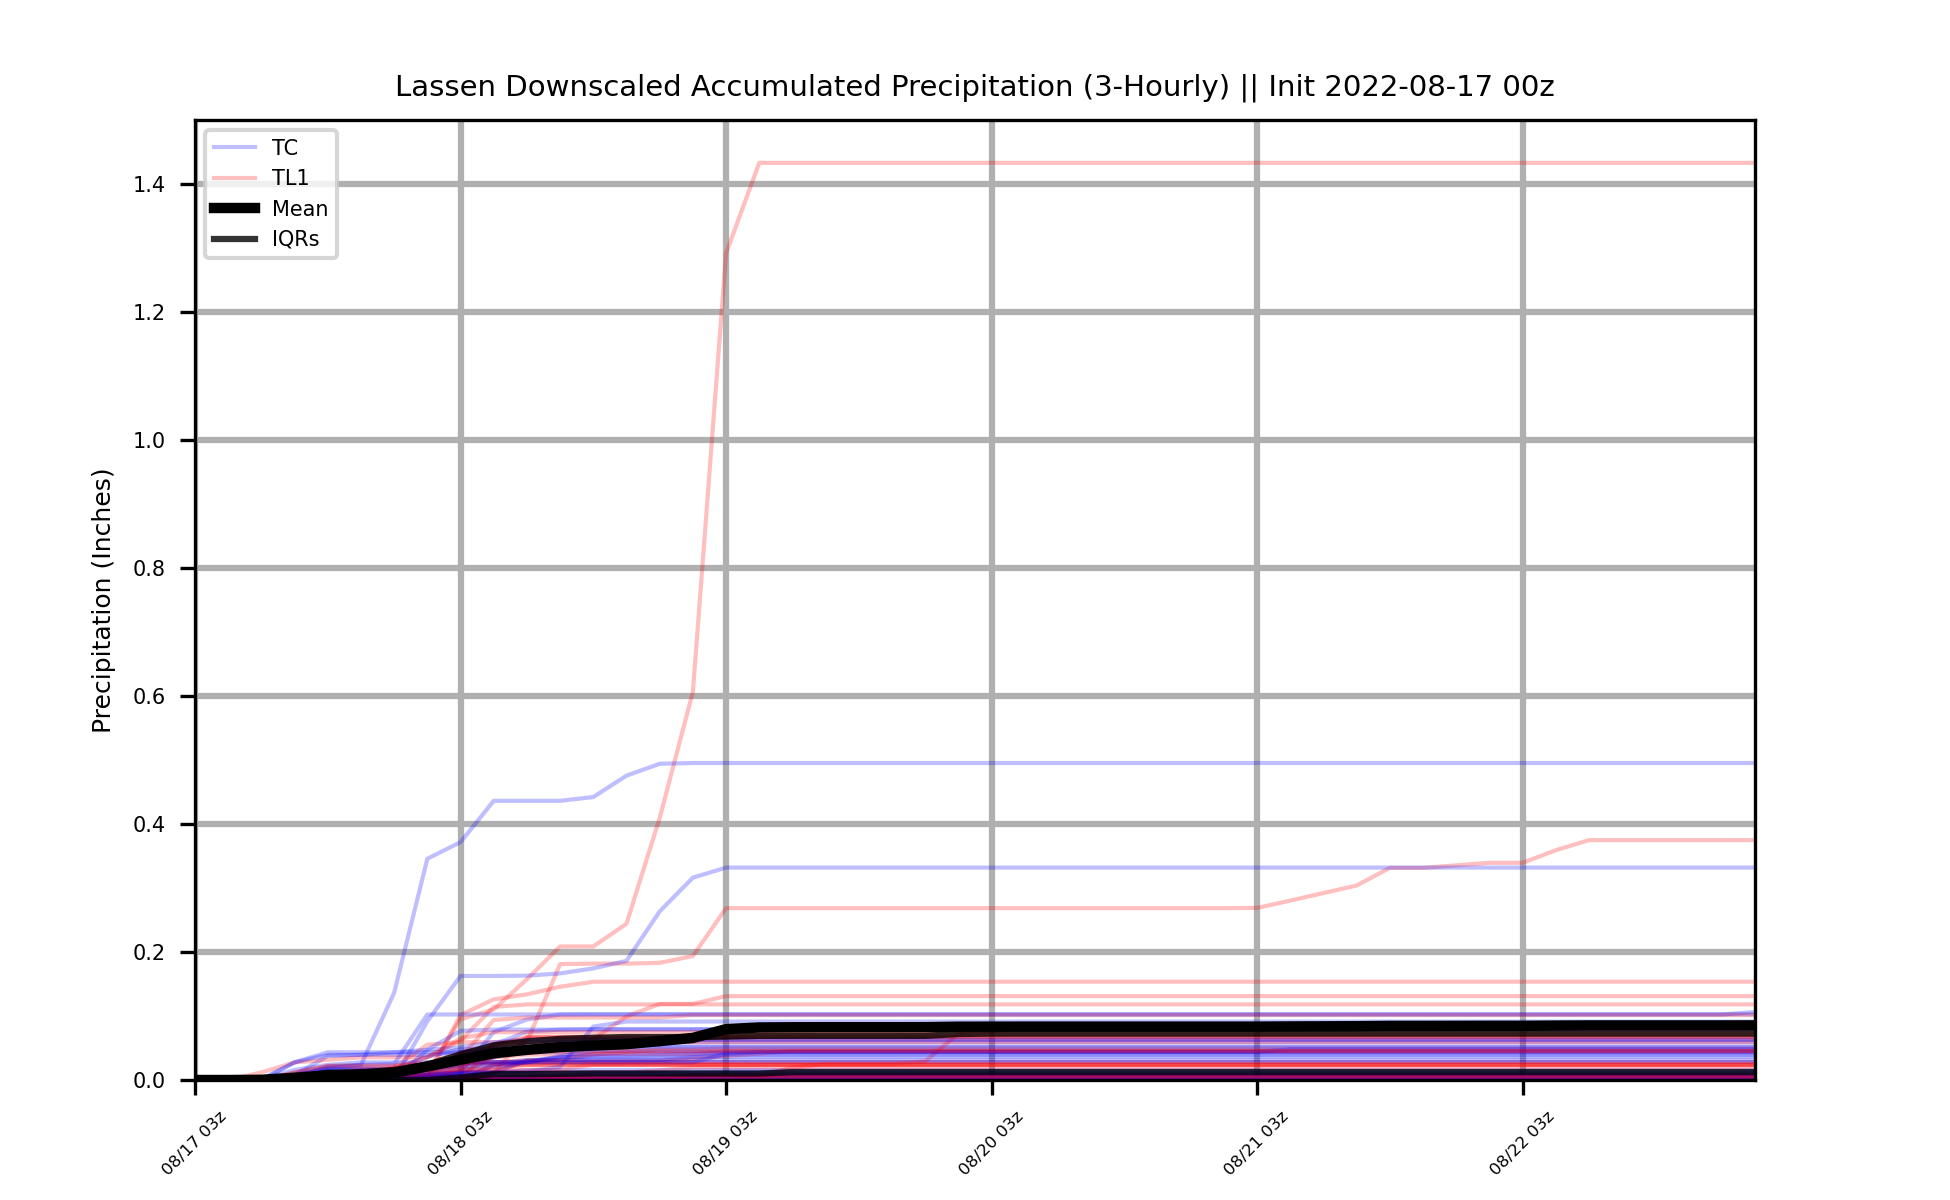 Lassen Downscaled Accumulated Precipitation (3-Hourly) || Init 2022-08-17 00z
TC
TL1
Mean
IQRs
Precipitation (Inches)
1.4
1.2
1.0
0.8
0.6
0.4
0.2
0.0
08/17 03z
08/18 03z
08/19 03z
08/20 03z
08/21 03z
08/22 03z